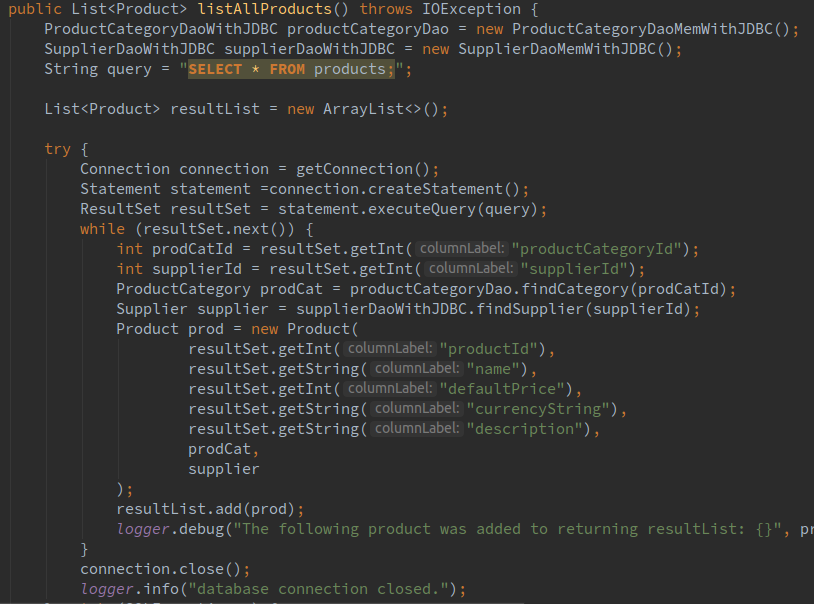 public List<Product> listAllProducts() throws IOException {
    ProductCategoryDaoWithJDBC productCategoryDao = new ProductCategoryDaoMemWithJDBC();
    SupplierDaoWithJDBC supplierDaoWithJDBC = new SupplierDaoMemWithJDBC();
    String query = "SELECT * FROM products;";

    List<Product> resultList = new ArrayList<>();

    try {
        Connection connection = getConnection();
        Statement statement =connection.createStatement();
        ResultSet resultSet = statement.executeQuery(query);
        while (resultSet.next()) {
            int prodCatId = resultSet.getInt( columnLabel: "productCategoryId");
            int supplierId = resultSet.getInt( columnLabel: "supplierId");
            ProductCategory prodCat = productCategoryDao.findCategory(prodCatId);
            Supplier supplier = supplierDaoWithJDBC.findSupplier(supplierId);
            Product prod = new Product(
                    resultSet.getInt( columnLabel: "productId"),
                    resultSet.getString( columnLabel: "name"),
                    resultSet.getInt( columnLabel: "defaultPrice"),
                    resultSet.getString( columnLabel: "currencyString"),
                    resultSet.getString( columnLabel: "description"),
                    prodCat,
                    supplier
            );
            resultList.add(prod);
            logger.debug("The following product was added to returning resultList: {}", pr
        }
        connection.close();
        logger.info("database connection closed.");